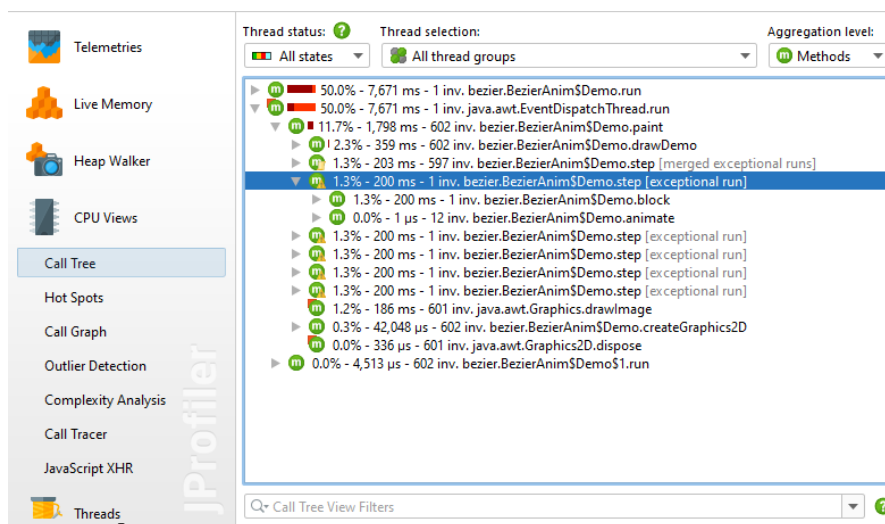 Telemetries
Live Memory
Heap Walker
CPU Views
Call Tree
Hot Spots
Call Graph
Outlier Detection
Complexity Analysis
Call Tracer
JavaScript XHR
Threads
JProfiler
Thread status:
Thread selection:
Aggregation level:
All states
All thread groups
Methods
50.0% - 7,671 ms - 1 inv. bezier.BezierAnim$Demo.run
50.0% - 7,671 ms - 1 inv. java.awt.EventDispatchThread.run
11.7% - 1,798 ms - 602 inv. bezier.BezierAnim$Demo.paint
2.3% - 359 ms - 602 inv. bezier.BezierAnim$Demo.drawDemo
1.3% - 203 ms - 597 inv. bezier.BezierAnim$Demo.step [merged exceptional runs]
1.3% - 200 ms - 1 inv. bezier.BezierAnim$Demo.step [exceptional run]
1.3% - 200 ms - 1 inv. bezier.BezierAnim$Demo.block
0.0% - 1 µs - 12 inv. bezier.BezierAnim$Demo.animate
1.3% - 200 ms - 1 inv. bezier.BezierAnim$Demo.step [exceptional run]
1.3% - 200 ms - 1 inv. bezier.BezierAnim$Demo.step [exceptional run]
1.3% - 200 ms - 1 inv. bezier.BezierAnim$Demo.step [exceptional run]
1.3% - 200 ms - 1 inv. bezier.BezierAnim$Demo.step [exceptional run]
1.2% - 186 ms - 601 inv. java.awt.Graphics.drawImage
0.3% - 42,048 µs - 602 inv. bezier.BezierAnim$Demo.createGraphics2D
0.0% - 336 µs - 601 inv. java.awt.Graphics2D.dispose
0.0% - 4,513 µs - 602 inv. bezier.BezierAnim$Demo$1.run
Call Tree View Filters